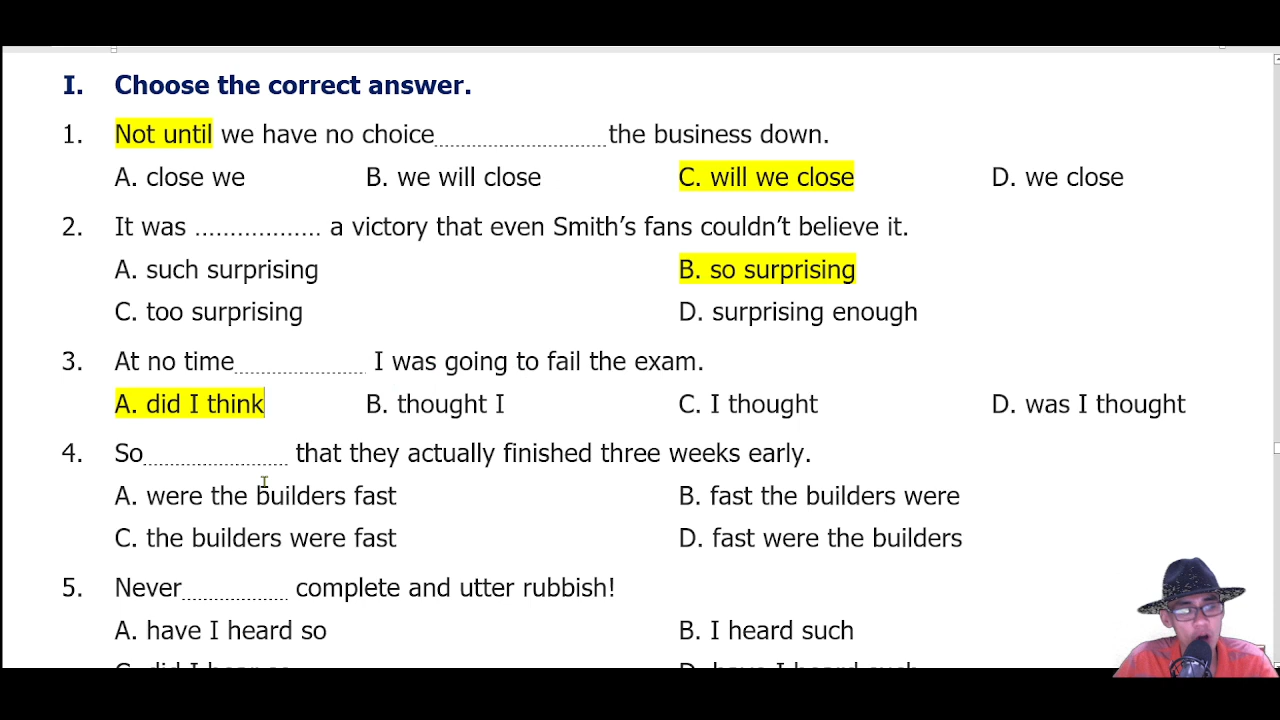 I. Choose the correct answer.
1. Not until we have no choice the business down.
A. close we B. we will close C. will we close D. we close
2. It was .................. a victory that even Smith's fans couldn't believe it.
A. such surprising B. so surprising
C. too surprising D. surprising enough
3. At no time I was going to fail the exam.
A. did I think B. thought I C. I thought D. was I thought
4. So that they actually finished three weeks early.
A. were the builders fast B. fast the builders were
C. the builders were fast D. fast were the builders
5. Never complete and utter rubbish!
A. have I heard so B. I heard such